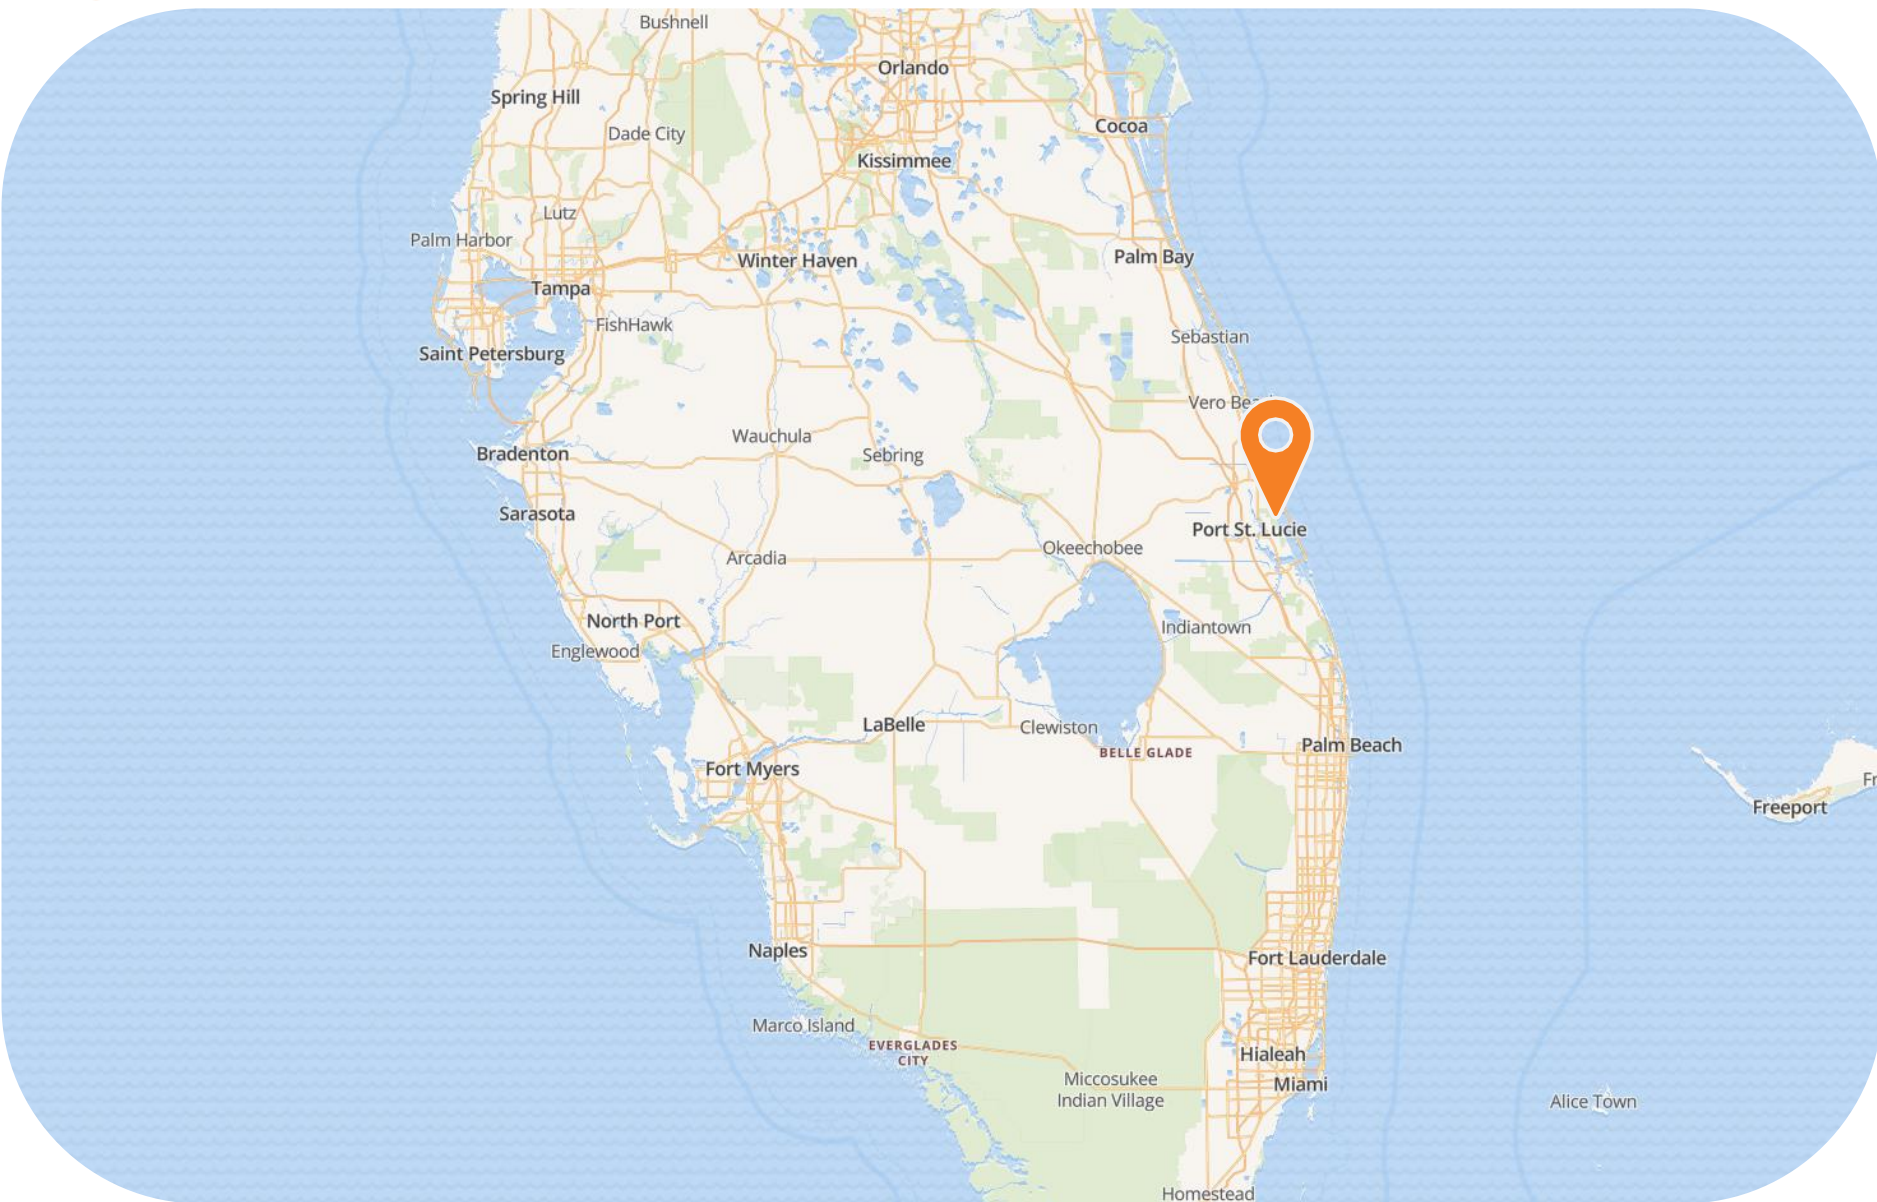 Bushnell
Orlando
Spring Hill
Cocoa
Dade City
Kissimmee
Lutz
Palm Harbor
Palm Bay
Winter Haven
Tampa
FishHawk
Sebastian
Saint Petersburg
Vero Be
Wauchula
Bradenton
Sebring
Sarasota
Port St. Lucie
Okeechobee
Arcadia
North Port
Indiantown
Englewood
LaBelle
Clewiston
Palm Beach
BELLE GLADE
Fort Myers
Fr
Freeport
Naples
Fort Lauderdale
Marco Island
EVERGLADES
CITY
Hialeah
Miccosukee
Indian Village
Miami
Alice Town
Homestead